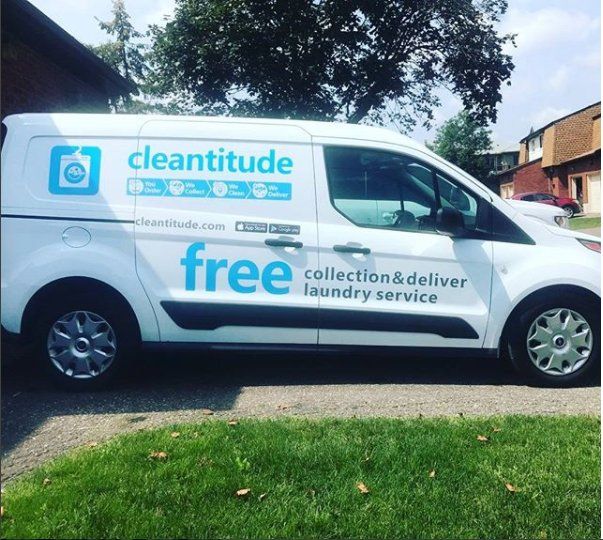 cleantitude
You Order We Collect We Clean We Deliver
cleantitude.com App Store Google play
free collection&deliver
laundry service